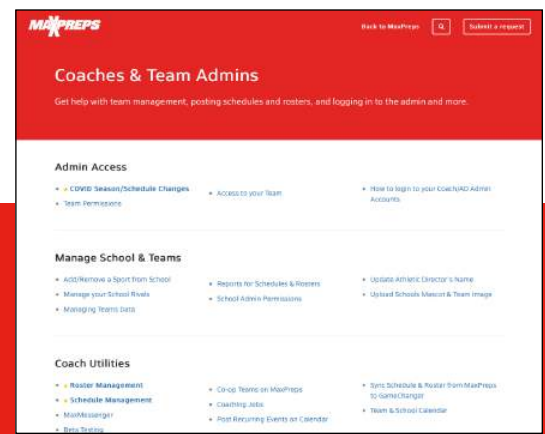 MAXPREPS
Back to MaxPreps
Submit a request
Coaches & Team Admins
Get help with team management, posting schedules and rosters, and logging in to the admin and more.
Admin Access
COVID Season/Schedule Changes
Team Permissions
Access to your Team
How to login to your Coach/AD Admin
Accounts
Manage School & Teams
Add/Remove a Sport from School
Manage your School Rivals
Managing Teams Data
Reports for Schedules & Rosters
School Admin Permissions
Update Athletic Director's Name
Upload Schools Mascot & Team Image
Coach Utilities
Roster Management
Schedule Management
MaxMessenger
Beta Testing
Co-op Teams on MaxPreps
Coaching Jobs
Post Recurring Events on Calendar
Sync Schedule & Roster from MaxPreps
to GameChanger
Team & School Calendar